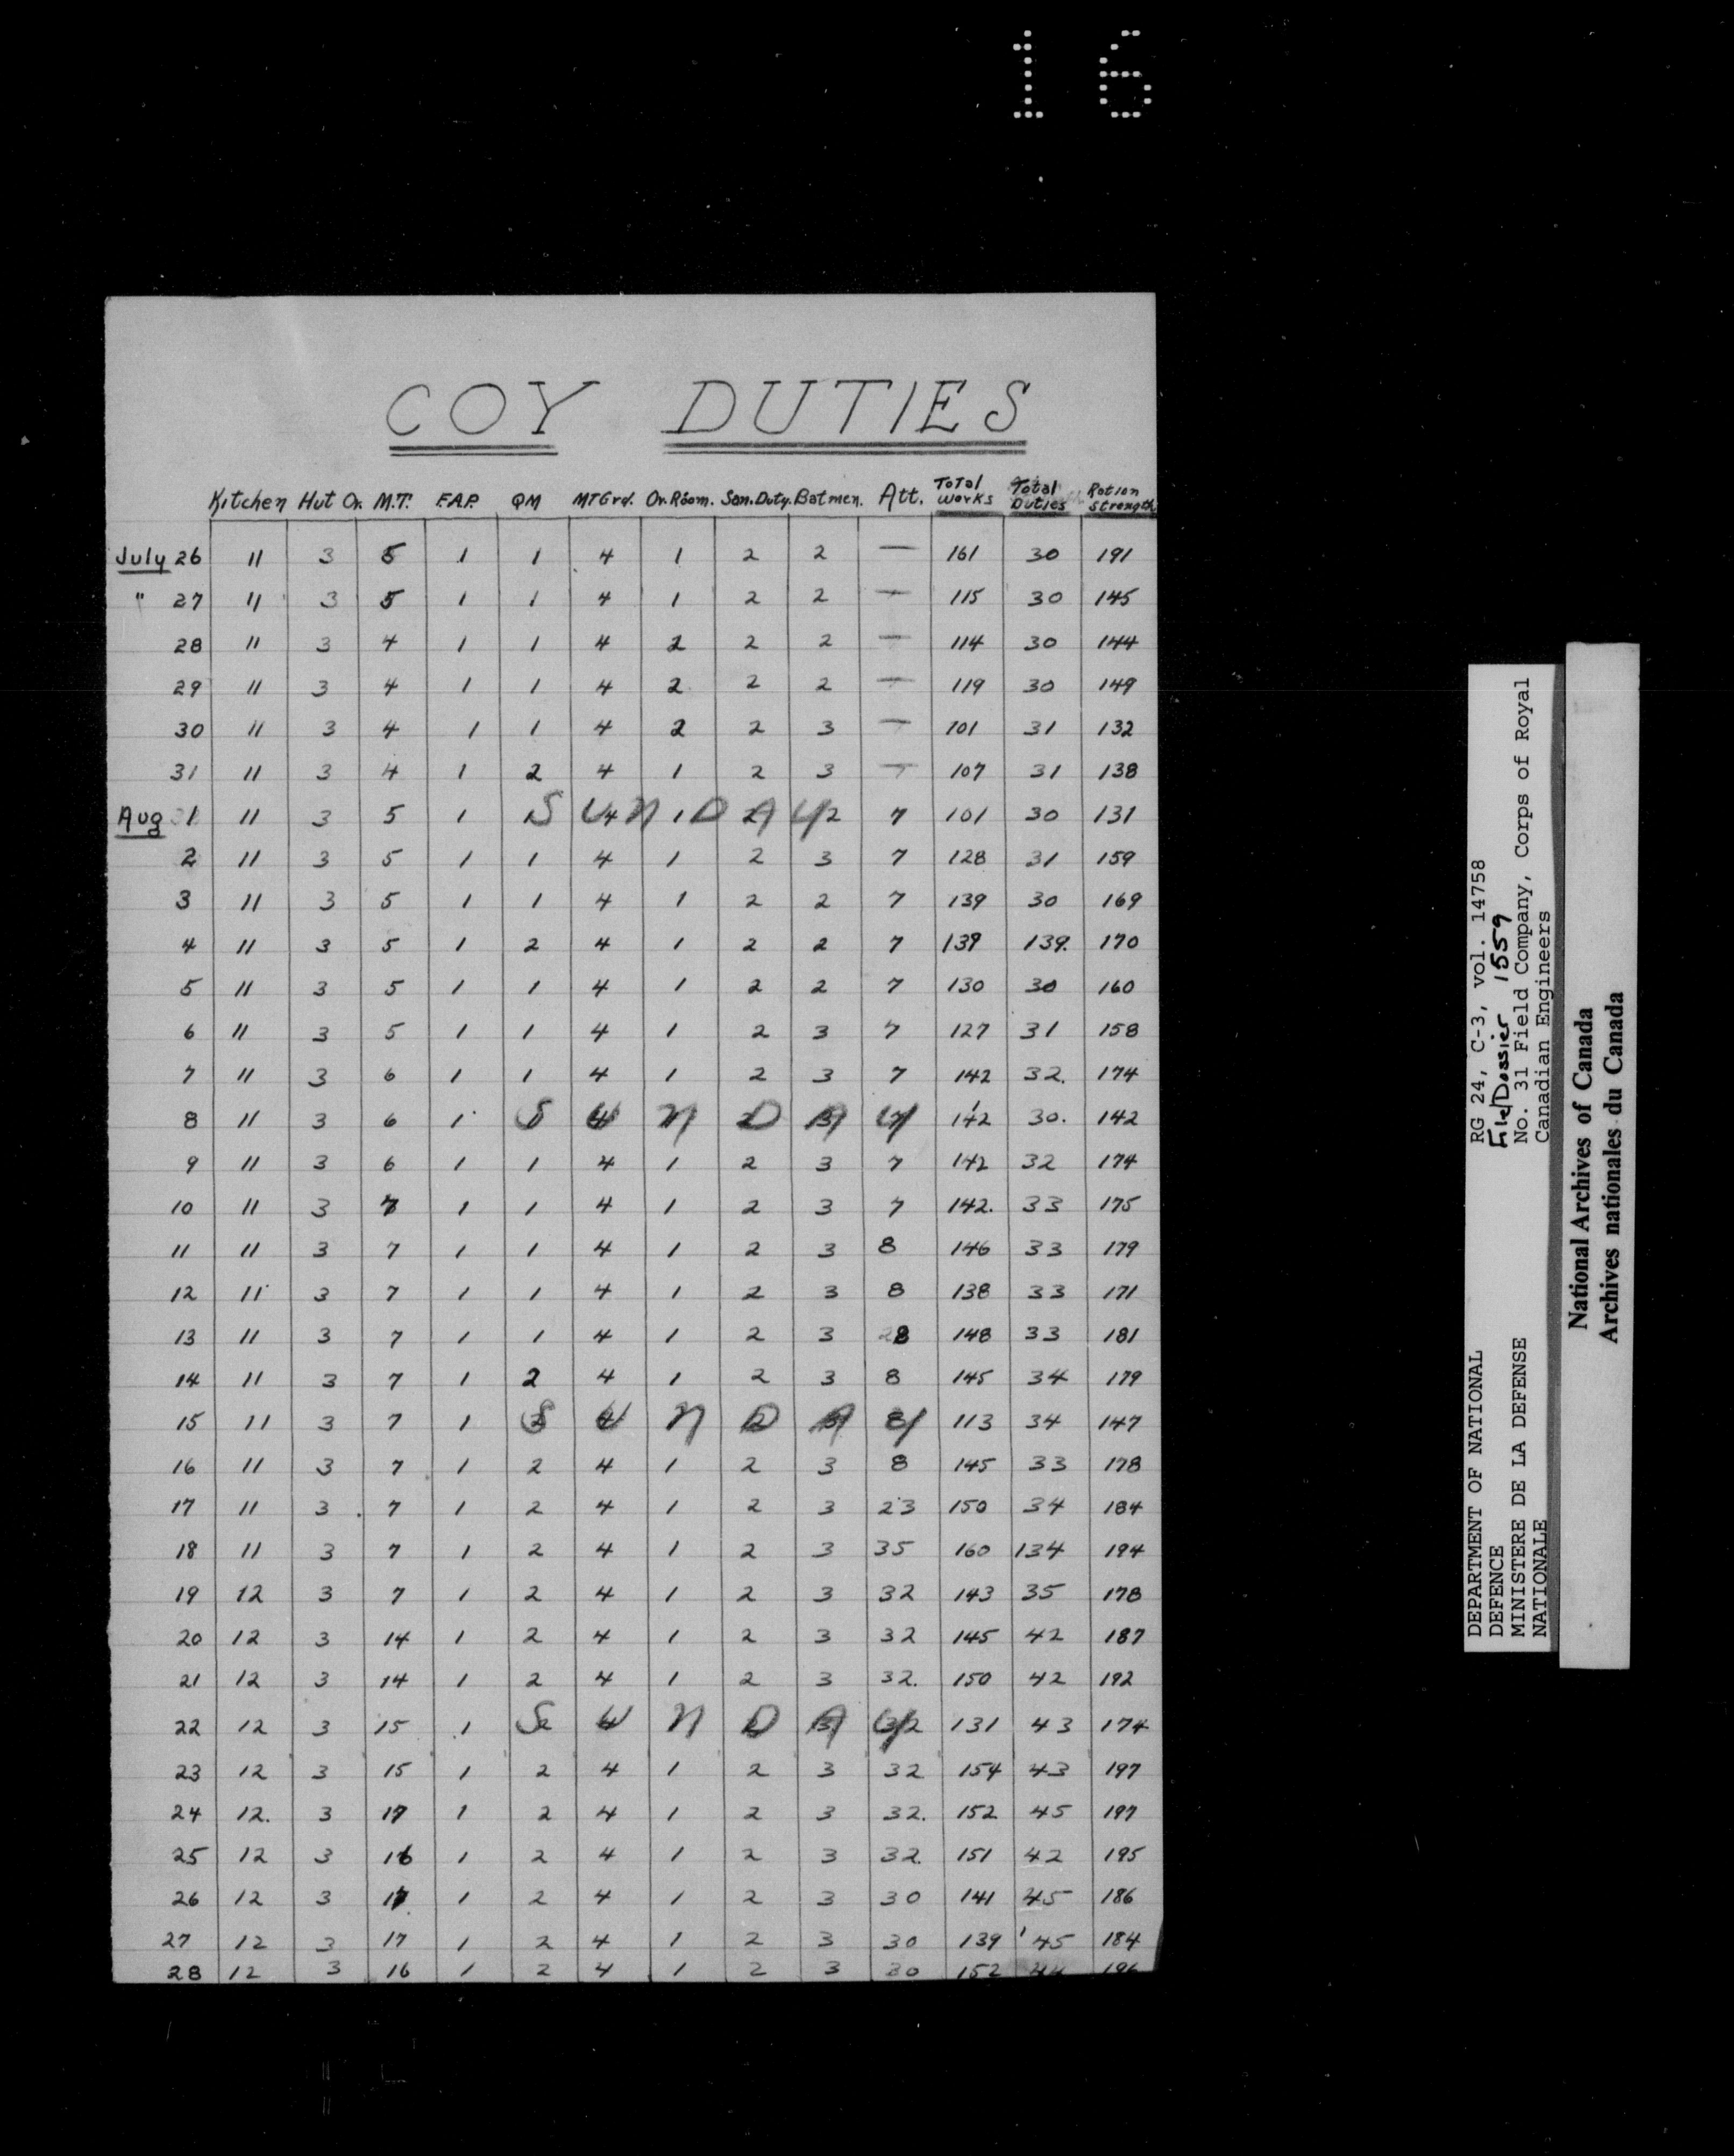 16
COY DUTIES
Kitchen Hut Or. M.T. F.A.P. QM MTGrd. Or.Room. San.Duty. Batmen. Att. Total Works Total Duties Ration Strength
July 26 11 3 5 1 1 4 1 2 2 — 161 30 191
" 27 11 3 5 1 1 4 1 2 2 — 115 30 145
28 11 3 4 1 1 4 2 2 2 — 114 30 144
29 11 3 4 1 1 4 2 2 2 — 119 30 149
30 11 3 4 1 1 4 2 2 3 — 101 31 132
31 11 3 4 1 2 4 1 2 3 — 107 31 138
Aug 1 11 3 5 1 1 4 1 2 2 7 101 30 131 SUNDAY
2 11 3 5 1 1 4 1 2 3 7 128 31 159
3 11 3 5 1 1 4 1 2 2 7 139 30 169
4 11 3 5 1 2 4 1 2 2 7 139 139. 170
5 11 3 5 1 1 4 1 2 2 7 130 30 160
6 11 3 5 1 1 4 1 2 3 7 127 31 158
7 11 3 6 1 1 4 1 2 3 7 142 32. 174
8 11 3 6 1 SUNDAY 142 30. 142
9 11 3 6 1 1 4 1 2 3 7 142 32 174
10 11 3 7 1 1 4 1 2 3 7 142. 33 175
11 11 3 7 1 1 4 1 2 3 8 146 33 179
12 11 3 7 1 1 4 1 2 3 8 138 33 171
13 11 3 7 1 1 4 1 2 3 28 148 33 181
14 11 3 7 1 2 4 1 2 3 8 145 34 179
15 11 3 7 1 SUNDAY 113 34 147
16 11 3 7 1 2 4 1 2 3 8 145 33 178
17 11 3 7 1 2 4 1 2 3 23 150 34 184
18 11 3 7 1 2 4 1 2 3 35 160 134 194
19 12 3 7 1 2 4 1 2 3 32 143 35 178
20 12 3 14 1 2 4 1 2 3 32 145 42 187
21 12 3 14 1 2 4 1 2 3 32. 150 42 192
22 12 3 15 1 SUNDAY 32 131 43 174
23 12 3 15 1 2 4 1 2 3 32 154 43 197
24 12. 3 17 1 2 4 1 2 3 32. 152 45 197
25 12 3 16 1 2 4 1 2 3 32. 151 42 195
26 12 3 17 1 2 4 1 2 3 30 141 45 186
27 12 3 17 1 2 4 1 2 3 30 139 45 184
28 12 3 16 1 2 4 1 2 3 30 152 44 196
DEPARTMENT OF NATIONAL DEFENCE
MINISTERE DE LA DEFENSE NATIONALE
RG 24, C-3, vol. 14758
File/Dossier 1559
No. 31 Field Company, Corps of Royal
Canadian Engineers
National Archives of Canada
Archives nationales du Canada